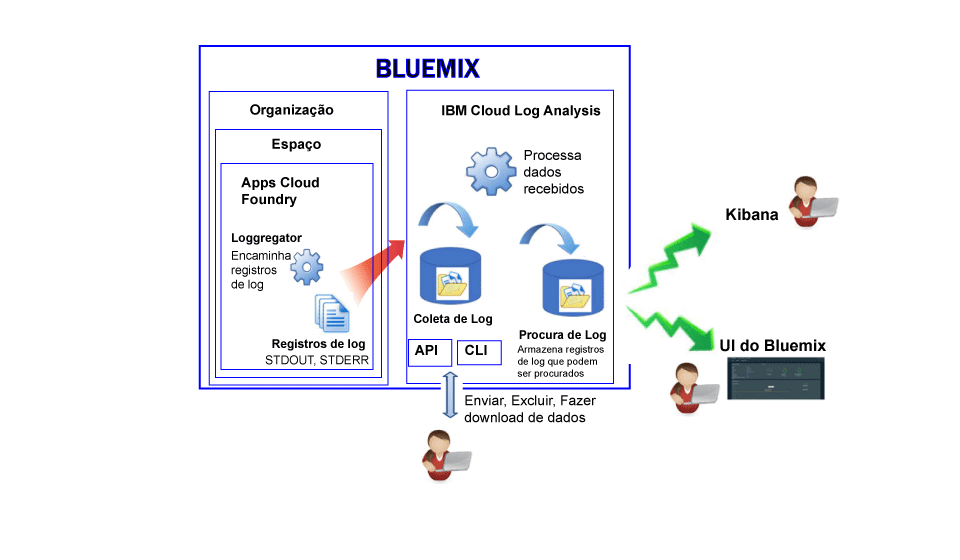 BLUEMIX
Organização
Espaço
Apps Cloud
Foundry
Loggregator
Encaminha
registros
de log
Registros de log
STDOUT, STDERR
IBM Cloud Log Analysis
Processa
dados
recebidos
Coleta de Log
API
CLI
Procura de Log
Armazena registros
de log que podem
ser procurados
Enviar, Excluir, Fazer
download de dados
Kibana
UI do Bluemix